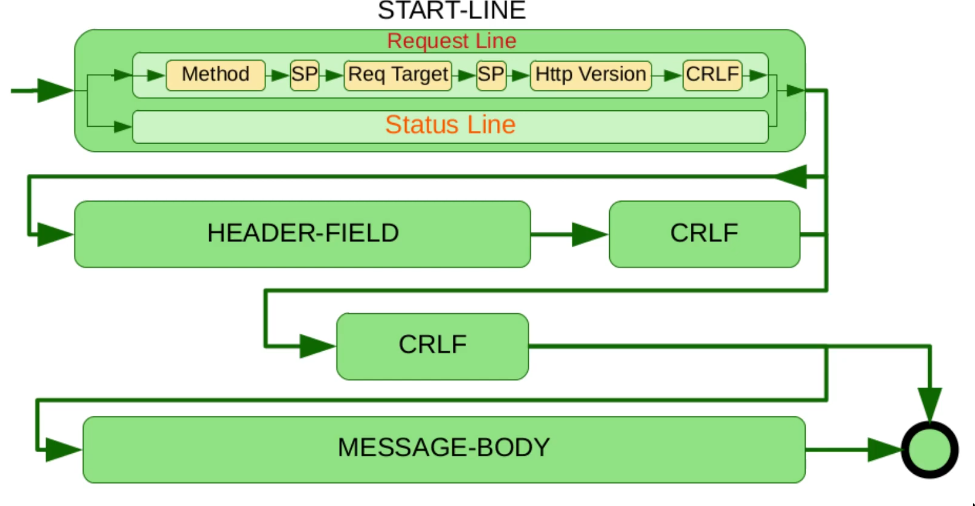 START-LINE
Request Line
Method SP Req Target SP Http Version CRLF
Status Line
HEADER-FIELD CRLF
CRLF
MESSAGE-BODY